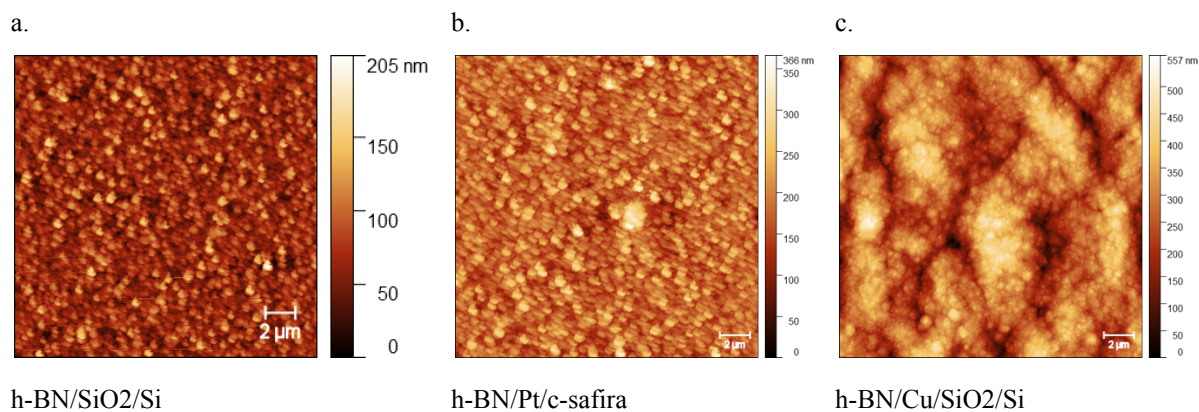 a.
b.
c.
205 nm
150
100
50
0
2 µm
366 nm
350
300
250
200
150
100
50
0
2 µm
557 nm
500
450
400
350
300
250
200
150
100
50
0
2 µm
h-BN/SiO2/Si
h-BN/Pt/c-safira
h-BN/Cu/SiO2/Si